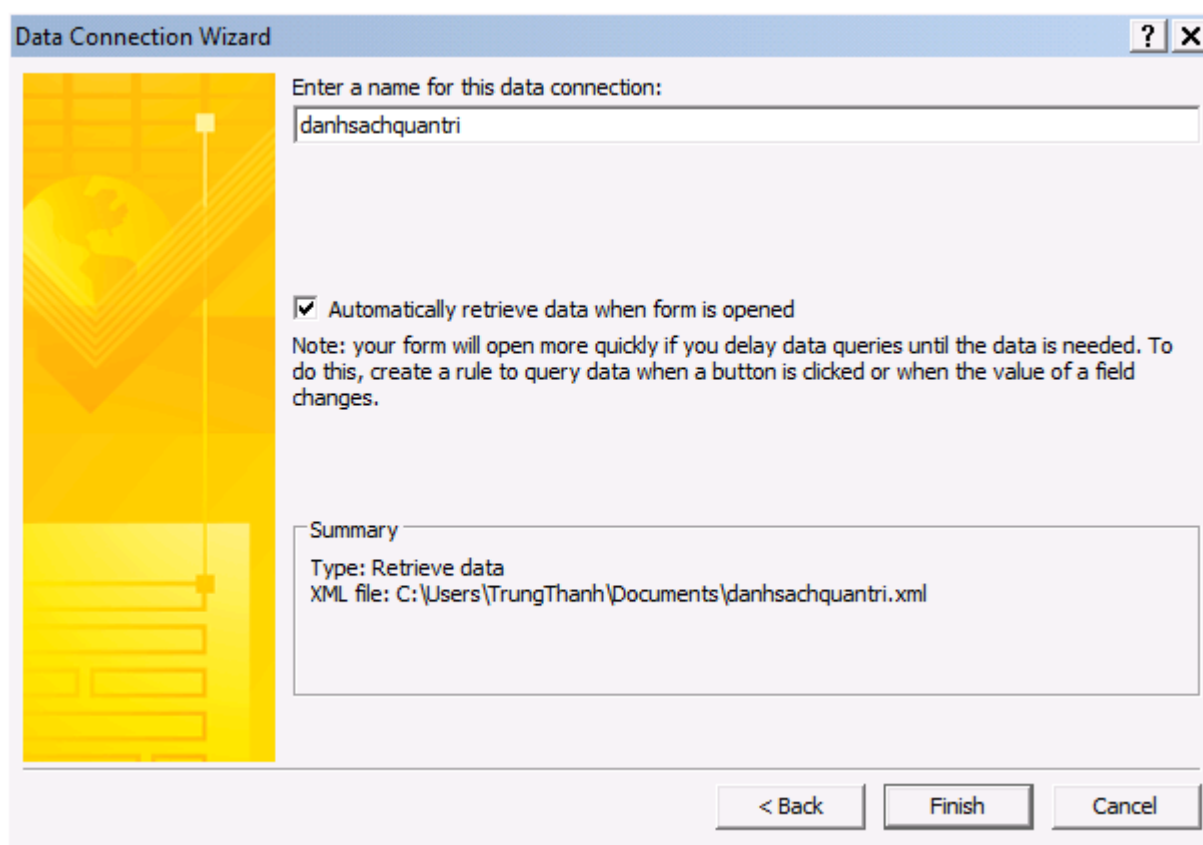 Data Connection Wizard
Enter a name for this data connection:
danhsachquantri
Automatically retrieve data when form is opened
Note: your form will open more quickly if you delay data queries until the data is needed. To
do this, create a rule to query data when a button is clicked or when the value of a field
changes.
Summary
Type: Retrieve data
XML file: C:\Users\TrungThanh\Documents\danhsachquantri.xml
< Back
Finish
Cancel